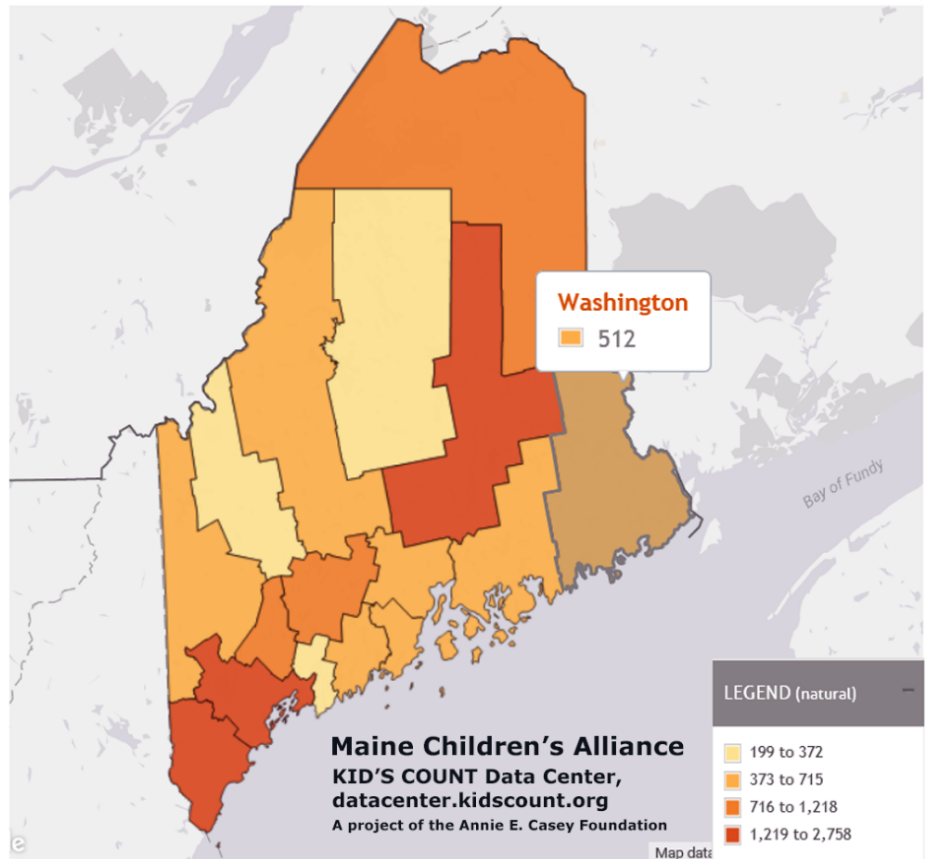 Washington
512
Bay of Fundy
LEGEND (natural)
199 to 372
373 to 715
716 to 1,218
1,219 to 2,758
Maine Children’s Alliance
KID’S COUNT Data Center,
datacenter.kidscount.org
A project of the Annie E. Casey Foundation
Map data
e